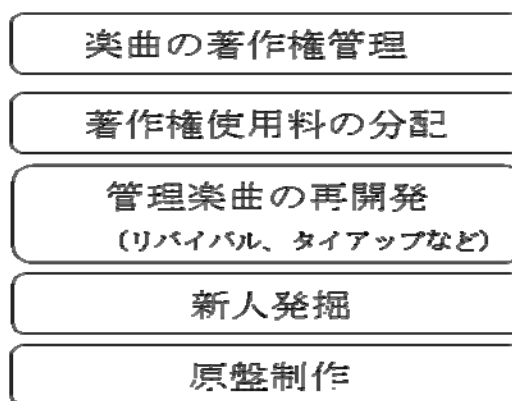 楽曲の著作権管理
著作権使用料の分配
管理楽曲の再開発
（リバイバル、タイアップなど）
新人発掘
原盤制作